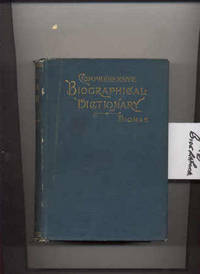 COMPREHENSIVE
BIOGRAPHICAL
DICTIONARY
THOMAS